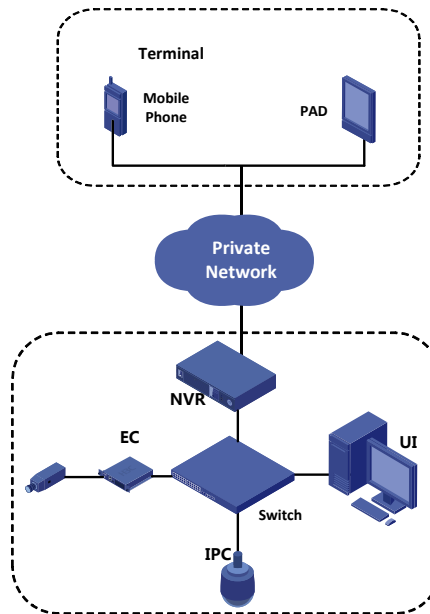 Terminal
Mobile
Phone
PAD
Private
Network
NVR
EC
UI
Switch
IPC